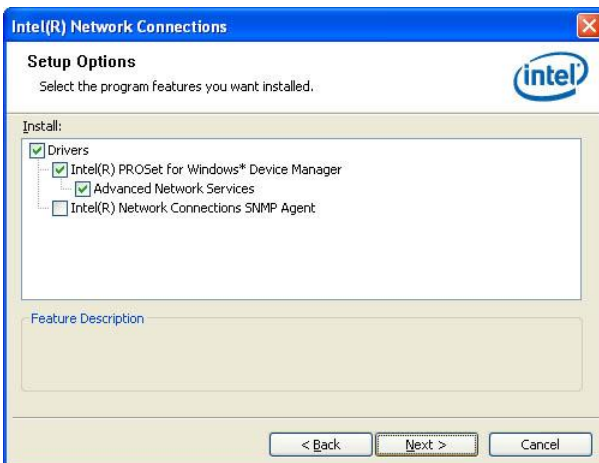 Intel(R) Network Connections
Setup Options
Select the program features you want installed.
intel
Install:
Drivers
Intel(R) PROSet for Windows* Device Manager
Advanced Network Services
Intel(R) Network Connections SNMP Agent
Feature Description
< Back
Next >
Cancel